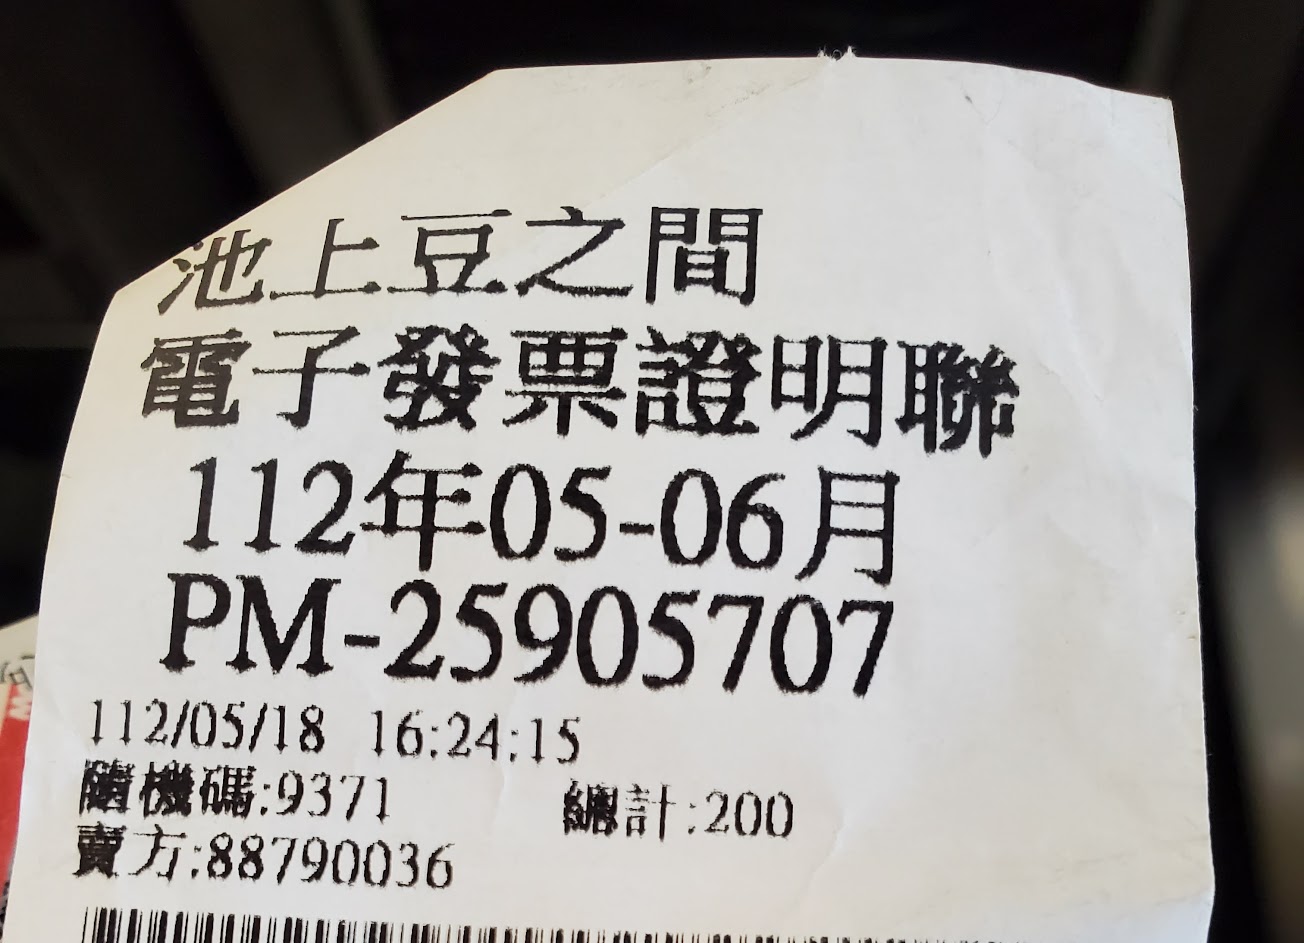 池上豆之間
電子發票證明聯
112年05-06月
PM-25905707
112/05/18 16:24:15
隨機碼:9371 總計:200
賣方:88790036